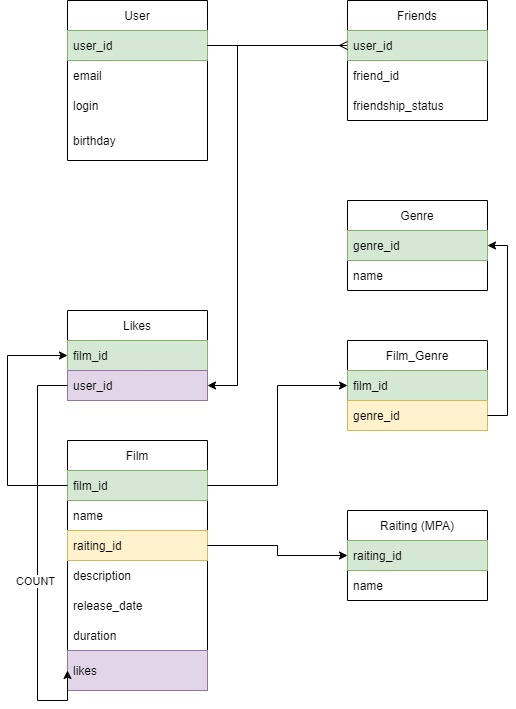 User
user_id
email
login
birthday
Friends
user_id
friend_id
friendship_status
Genre
genre_id
name
Likes
film_id
user_id
Film_Genre
film_id
genre_id
Film
film_id
name
raiting_id
description
release_date
duration
likes
COUNT
Raiting (MPA)
raiting_id
name